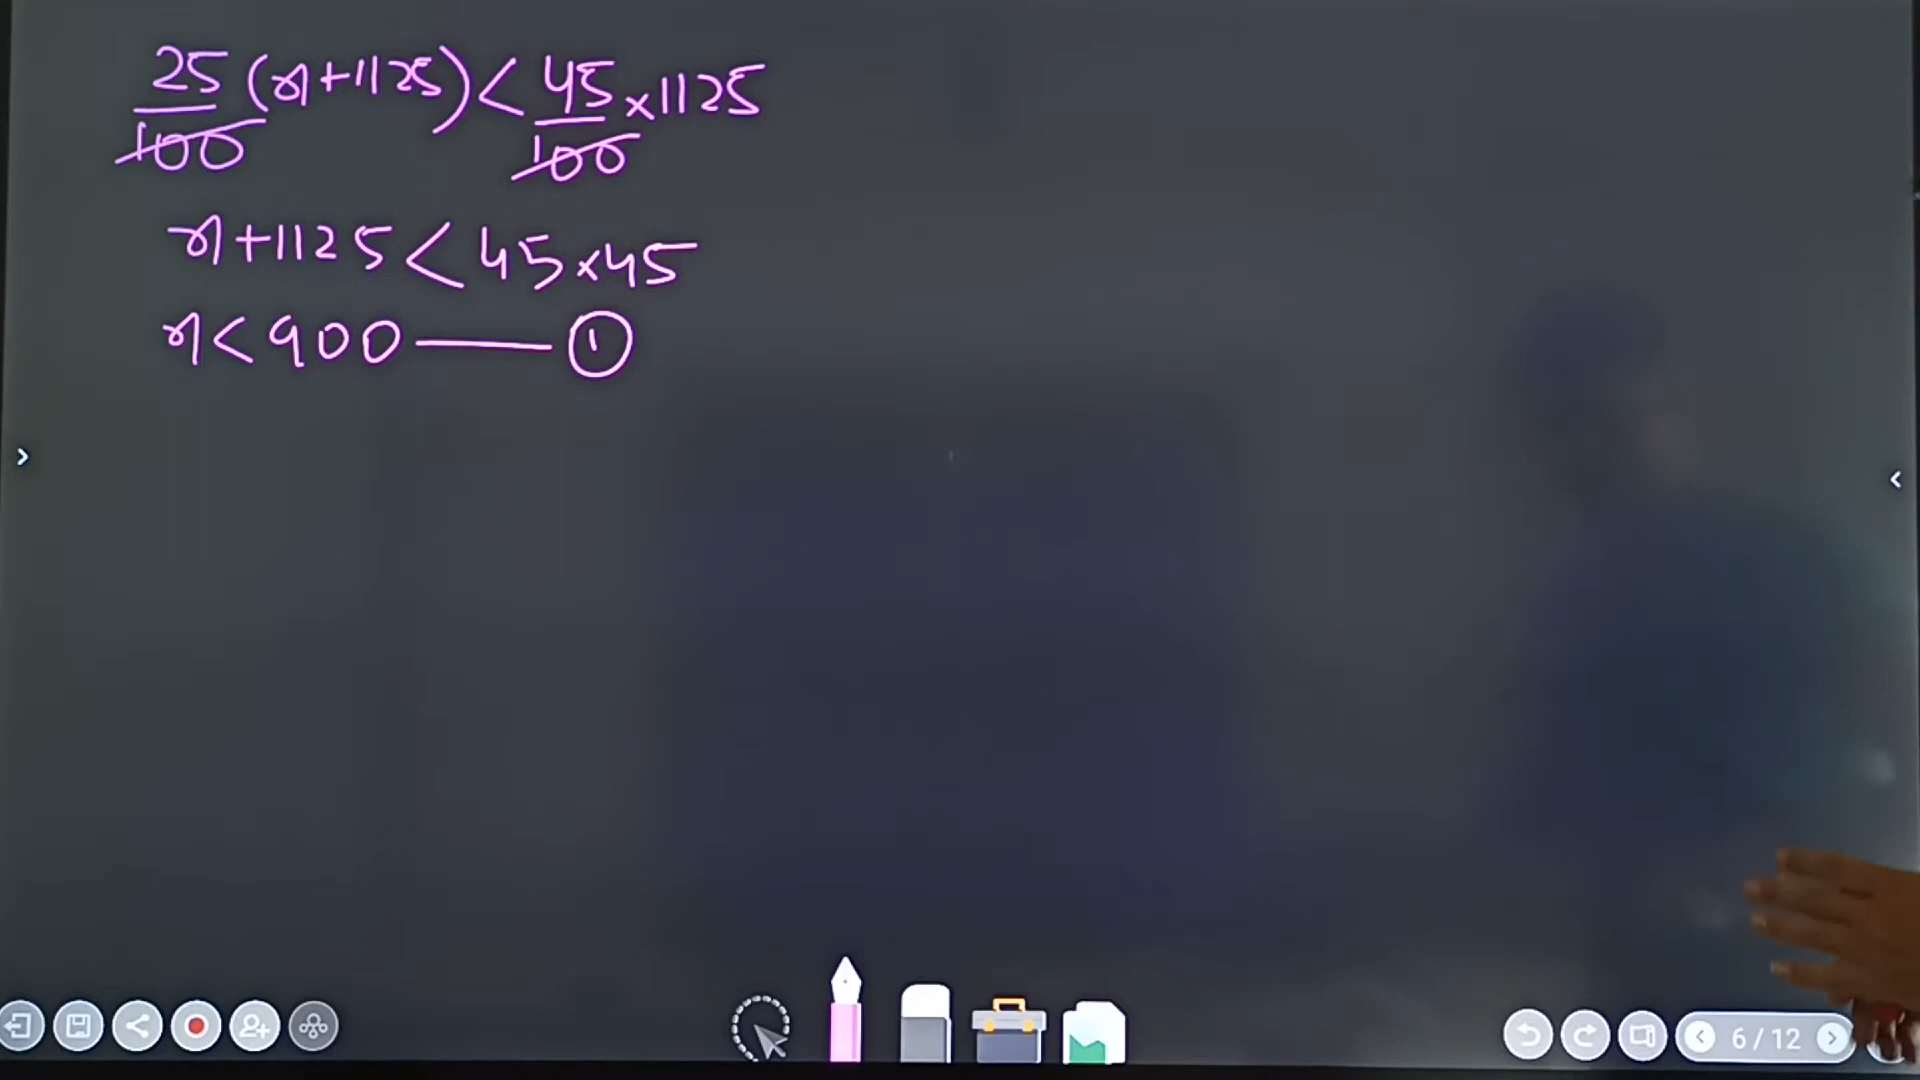 25/100 (x+1125) < 45/100 × 1125
x+1125 < 45×45
x < 900 —— ①
6 / 12